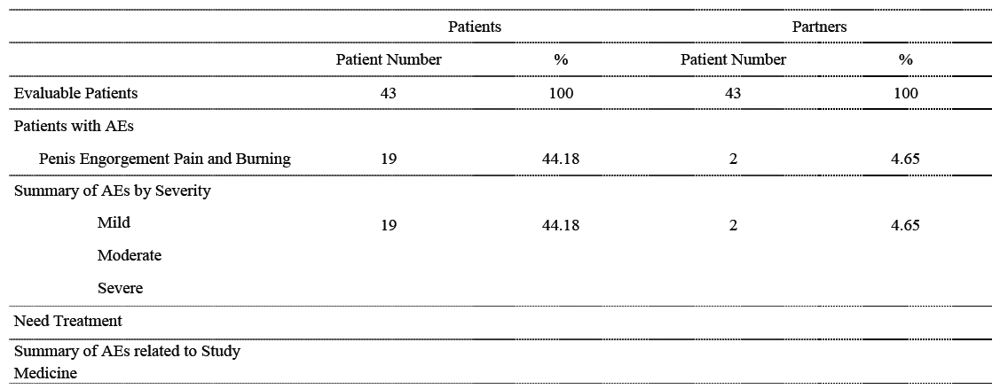 Patients Partners
Patient Number % Patient Number %
Evaluable Patients 43 100 43 100
Patients with AEs
Penis Engorgement Pain and Burning 19 44.18 2 4.65
Summary of AEs by Severity
Mild 19 44.18 2 4.65
Moderate
Severe
Need Treatment
Summary of AEs related to Study
Medicine